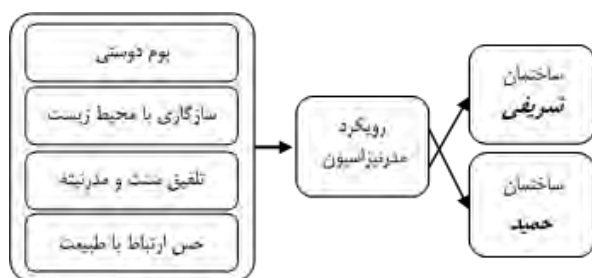 بوم دوستی
سازگاری با محیط زیست
تلفیق سنت و مدرنیته
حس ارتباط با طبیعت
رویکرد
مدرنیزاسیون
ساختمان
شریفی
ساختمان
حمید